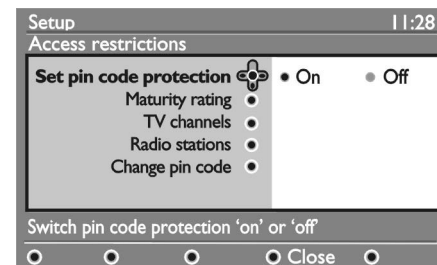 Setup 11:28
Access restrictions
Set pin code protection On Off
Maturity rating
TV channels
Radio stations
Change pin code
Switch pin code protection ‘on’ or ‘off’
Close